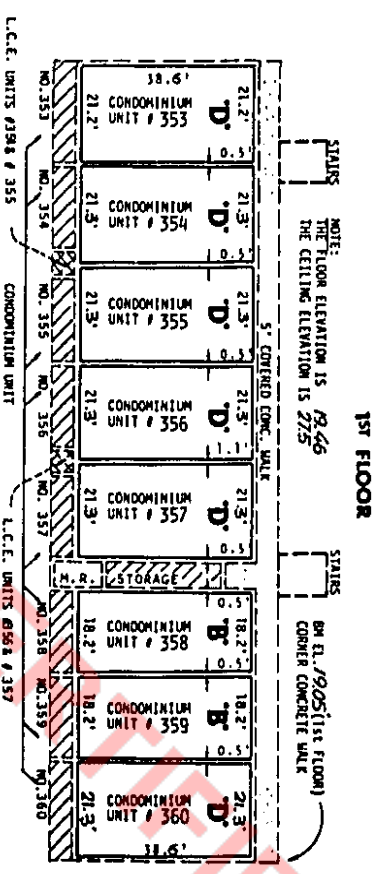 1ST FLOOR
NOTE:
THE FLOOR ELEVATION IS 19.46
THE CEILING ELEVATION IS 27.5
STAIRS
STAIRS
BM EL. 19.05' (1st FLOOR)
CORNER CONCRETE WALK
5' COVERED CONC. WALK
38.6'
21.2'
"D"
CONDOMINIUM
UNIT # 353
21.2'
0.5'
21.3'
"D"
CONDOMINIUM
UNIT # 354
21.3'
0.5'
21.3'
"D"
CONDOMINIUM
UNIT # 355
21.3'
0.5'
21.3'
"D"
CONDOMINIUM
UNIT # 356
21.3'
1.1'
21.3'
"D"
CONDOMINIUM
UNIT # 357
21.3'
0.5'
M.R.
STORAGE
0.5'
18.2'
"B"
CONDOMINIUM
UNIT # 358
18.2'
0.5'
18.2'
"B"
CONDOMINIUM
UNIT # 359
18.2'
0.5'
21.3'
"D"
CONDOMINIUM
UNIT # 360
21.3'
38.6'
NO. 353
NO. 354
NO. 355
NO. 356
NO. 357
NO. 358
NO. 359
NO. 360
CONDOMINIUM UNIT
L.C.E. UNITS #354& # 355
L.C.E. UNITS #356& # 357